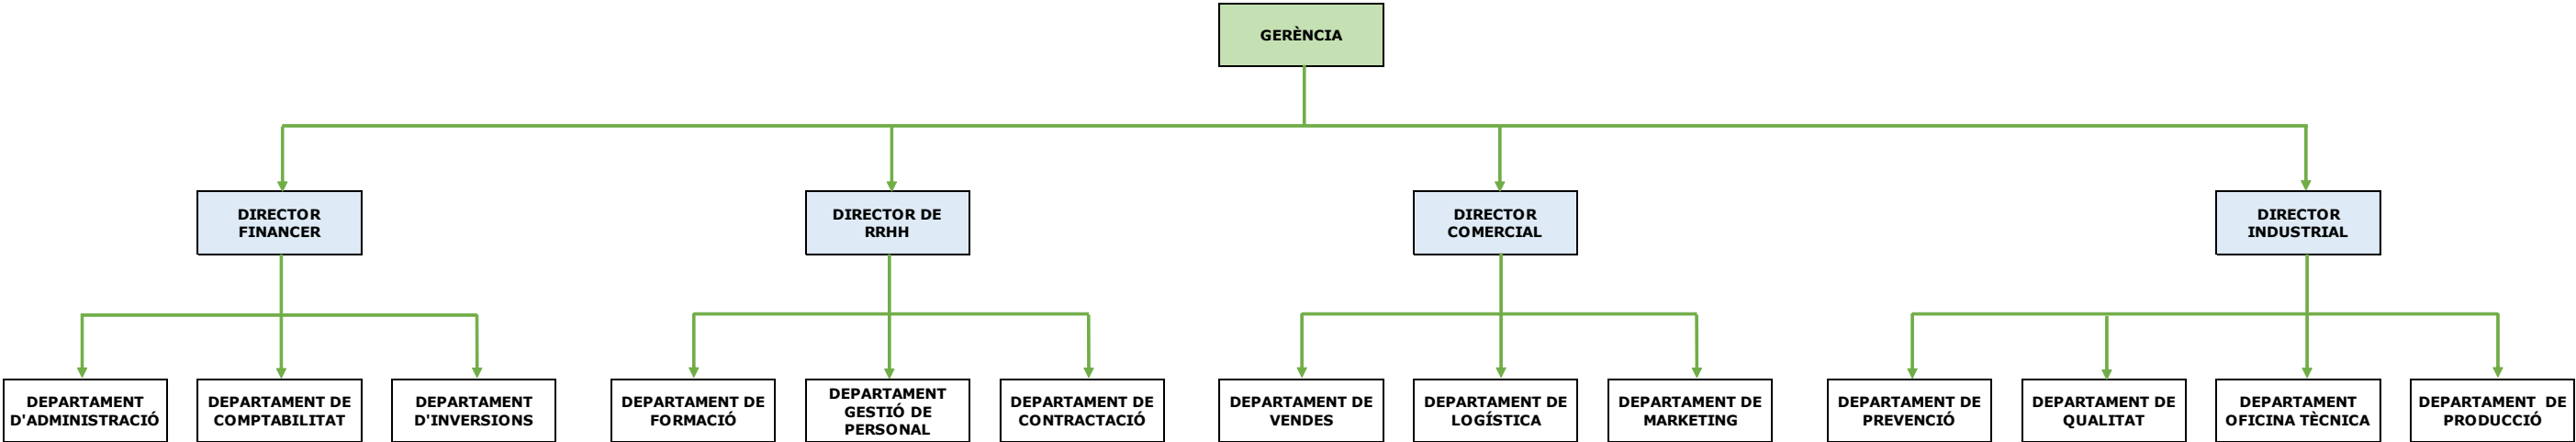 GERÈNCIA
DIRECTOR
FINANCER
DIRECTOR DE
RRHH
DIRECTOR
COMERCIAL
DIRECTOR
INDUSTRIAL
DEPARTAMENT
D'ADMINISTRACIÓ
DEPARTAMENT DE
COMPTABILITAT
DEPARTAMENT
D'INVERSIONS
DEPARTAMENT DE
FORMACIÓ
DEPARTAMENT
GESTIÓ DE
PERSONAL
DEPARTAMENT DE
CONTRACTACIÓ
DEPARTAMENT DE
VENDES
DEPARTAMENT DE
LOGÍSTICA
DEPARTAMENT DE
MARKETING
DEPARTAMENT DE
PREVENCIÓ
DEPARTAMENT DE
QUALITAT
DEPARTAMENT
OFICINA TÈCNICA
DEPARTAMENT  DE
PRODUCCIÓ